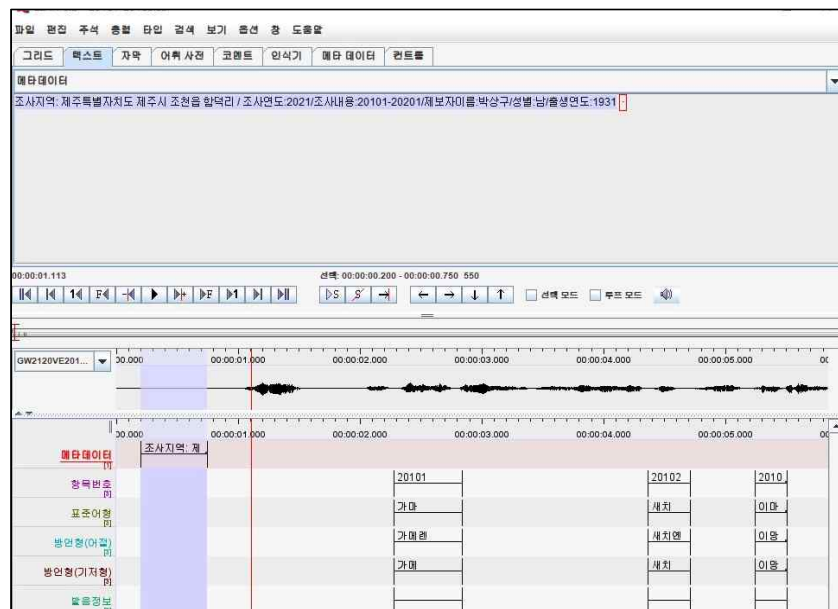 파일 편집 주석 층렬 타입 검색 보기 옵션 창 도움말
그리드 텍스트 자막 어휘 사전 코멘트 인식기 메타 데이터 컨트롤
메타데이터
조사지역: 제주특별자치도 제주시 조천읍 함덕리 / 조사연도:2021/조사내용:20101-20201/제보자이름:박상구/성별:남/출생연도:1931
00:00:01.113 선택: 00:00:00.200 - 00:00:00.750 550
선택 모드 루프 모드
GW2120VE201... 00.000 00:00:01.000 00:00:02.000 00:00:03.000 00:00:04.000 00:00:05.000
00.000 00:00:01.000 00:00:02.000 00:00:03.000 00:00:04.000 00:00:05.000
메타데이터 조사지역: 제
[1]
항목번호 20101 20102 2010
[3]
표준어형 가마 새치 이마
[3]
방언형(어절) 가메렌 새치엔 이망
[3]
방언형(기저형) 가메 새치 이망
[3]
발음정보